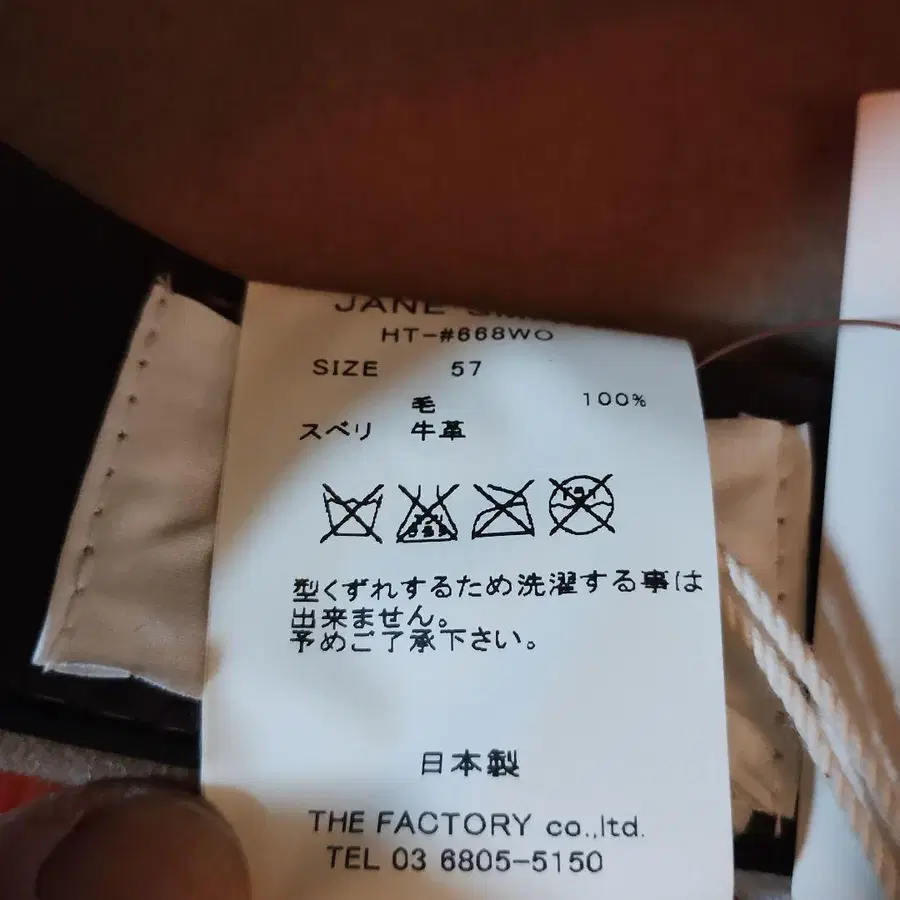 JANE
HT-#668WO
SIZE 57
毛 100%
スベリ 牛革
型くずれするため洗濯する事は
出来ません。
予めご了承下さい。
日本製
THE FACTORY co.,ltd.
TEL 03 6805-5150